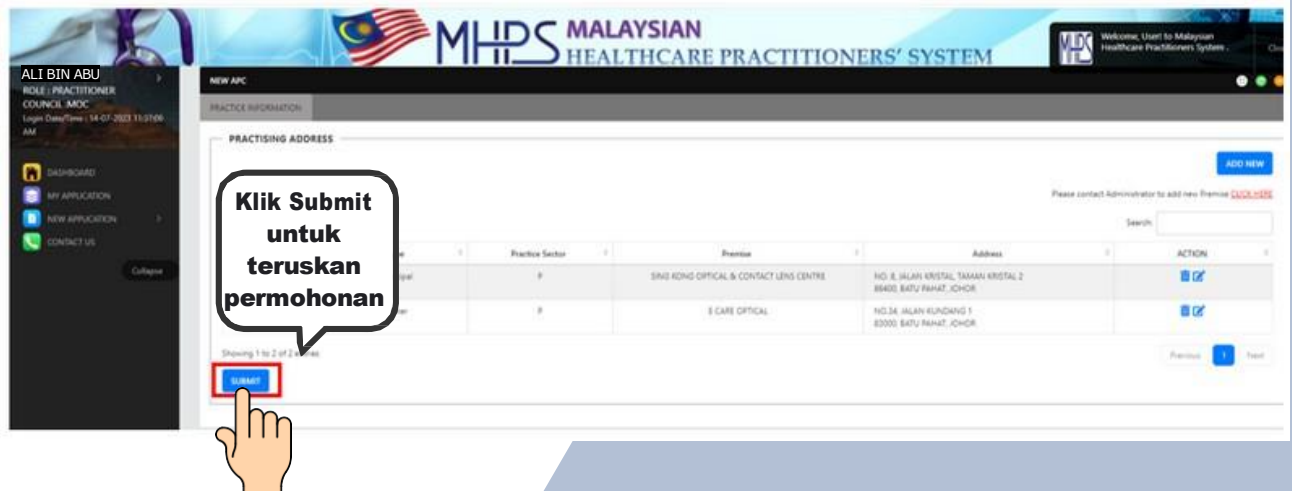 MHPS MALAYSIAN
HEALTHCARE PRACTITIONERS' SYSTEM
MHPS
Welcome, User! to Malaysian
Healthcare Practitioners System .
ALI BIN ABU
ROLE : PRACTITIONER
COUNCIL :MOC
Login Date/Time : 14-07-2023 11:37:06
AM
DASHBOARD
MY APPLICATION
NEW APPLICATION
CONTACT US
Collapse
NEW APC
PRACTICE INFORMATION
PRACTISING ADDRESS
ADD NEW
Please contact Administrator to add new Premise CLICK HERE
Search:
Klik Submit
untuk
teruskan
permohonan
Practice Sector Premise Address ACTION
P SING KONG OPTICAL & CONTACT LENS CENTRE NO. 8, JALAN KRISTAL, TAMAN KRISTAL 2
86400, BATU PAHAT, JOHOR
P E CARE OPTICAL NO.34, JALAN KUNDANG 1
83000, BATU PAHAT, JOHOR
Showing 1 to 2 of 2 entries
Previous 1 Next
SUBMIT